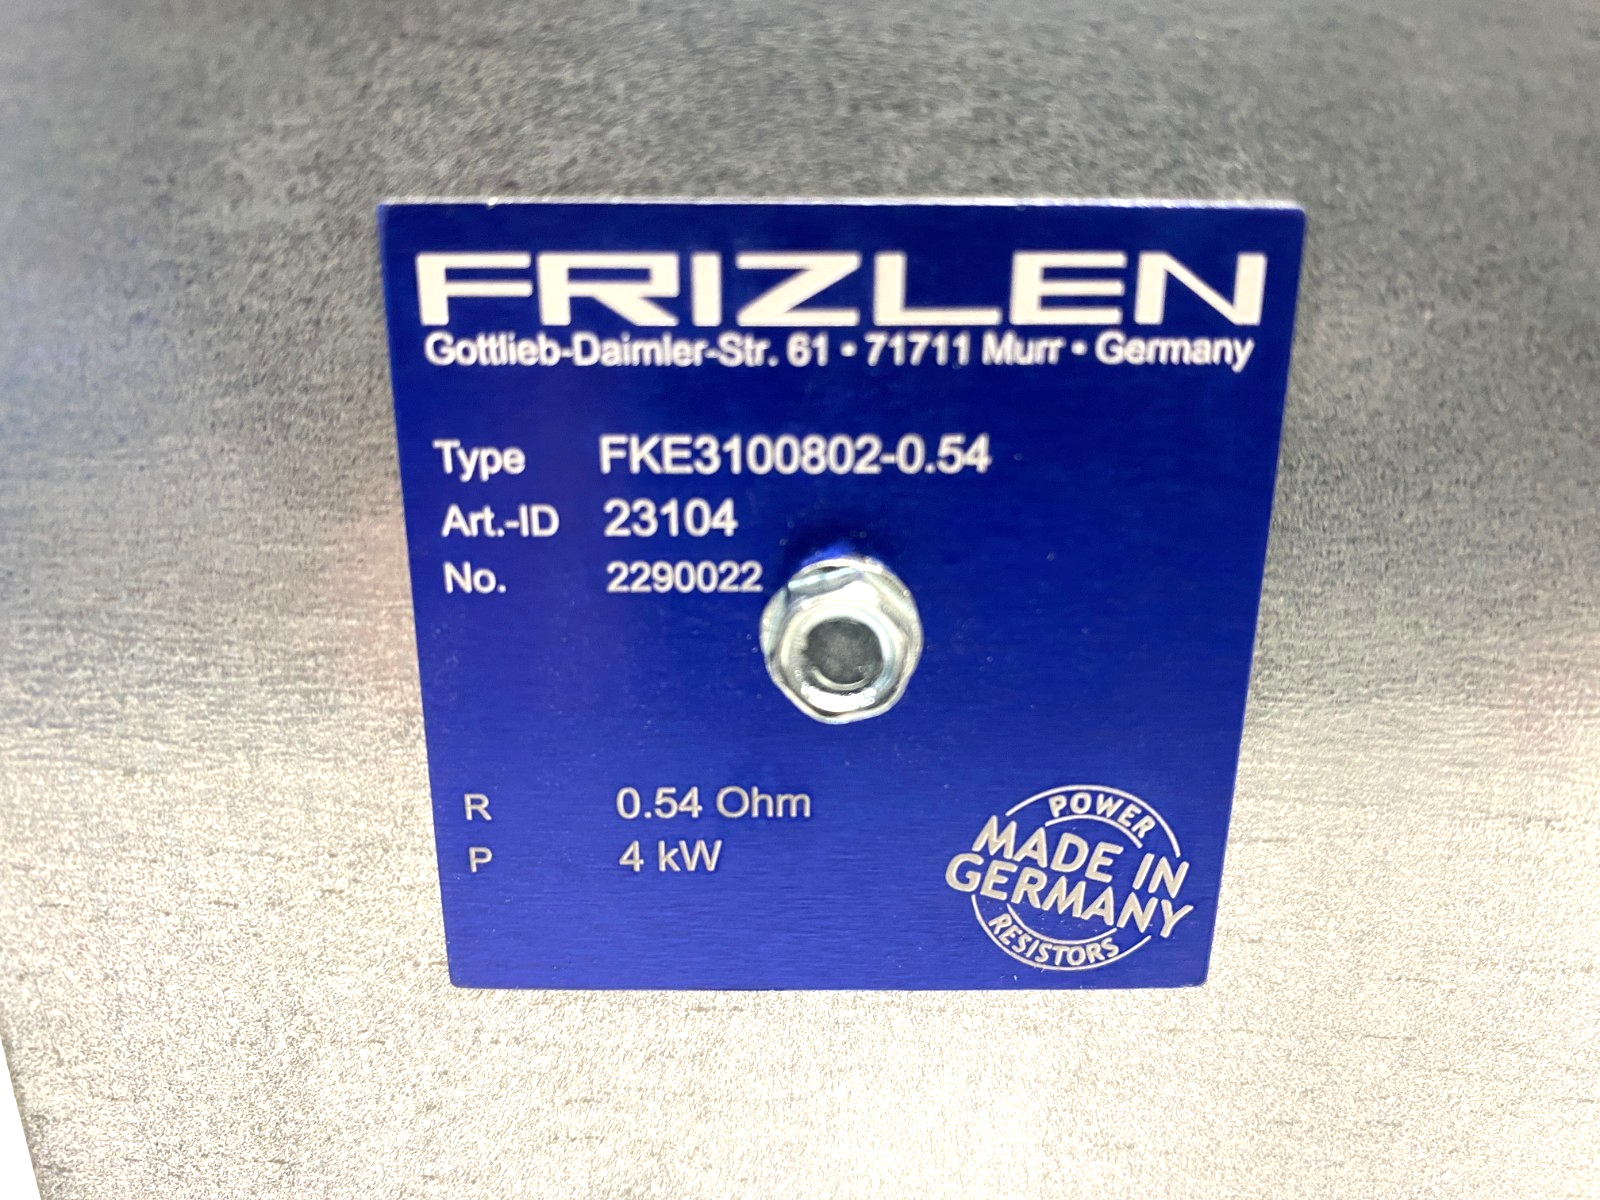 FRIZLEN
Gottlieb-Daimler-Str. 61 • 71711 Murr • Germany
Type FKE3100802-0.54
Art.-ID 23104
No. 2290022
R 0.54 Ohm
P 4 kW
POWER
MADE IN
GERMANY
RESISTORS